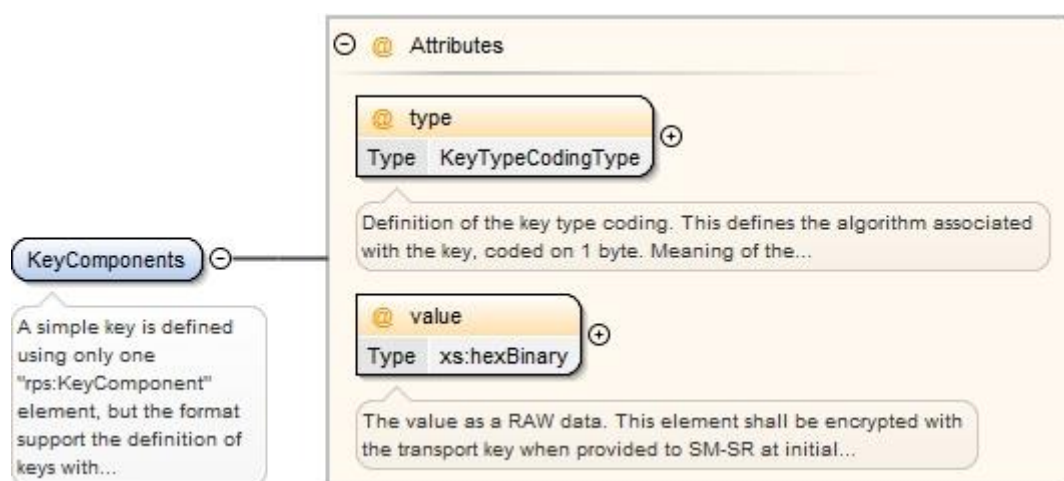 @ Attributes
@ type
Type KeyTypeCodingType
Definition of the key type coding. This defines the algorithm associated
with the key, coded on 1 byte. Meaning of the...
KeyComponents
A simple key is defined
using only one
"rps:KeyComponent"
element, but the format
support the definition of
keys with...
@ value
Type xs:hexBinary
The value as a RAW data. This element shall be encrypted with
the transport key when provided to SM-SR at initial...